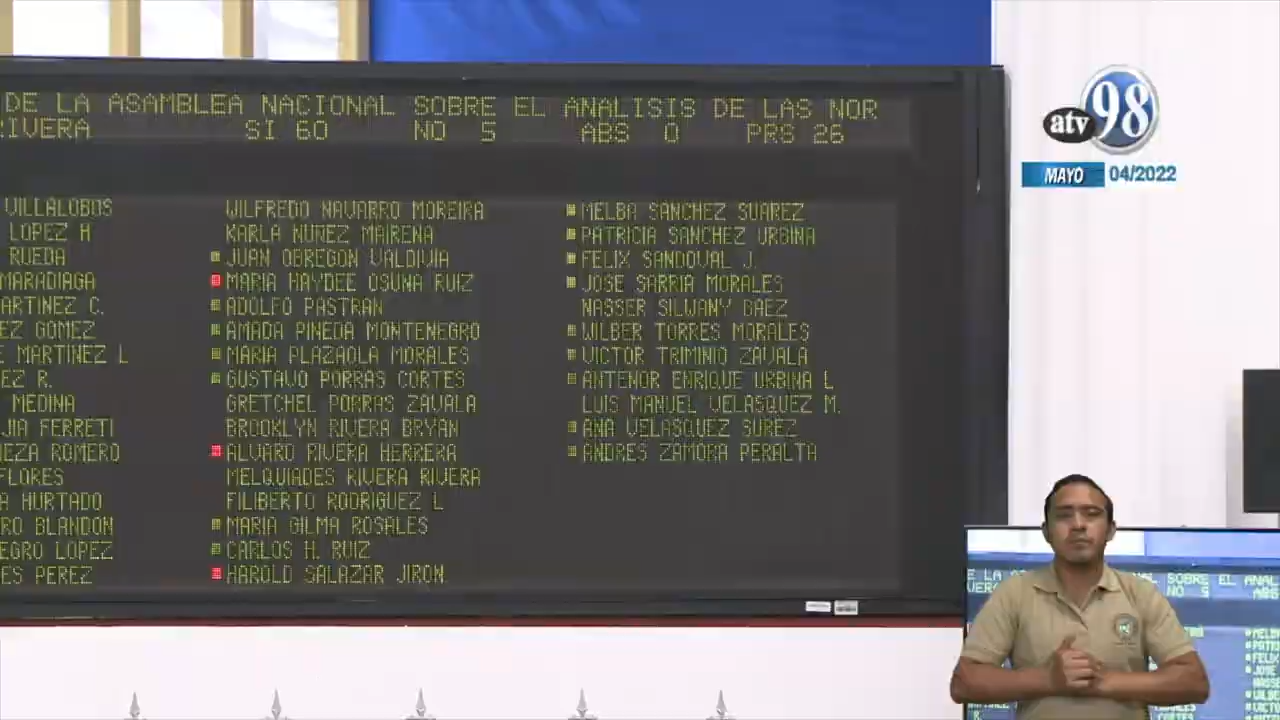 DE LA ASAMBLEA NACIONAL SOBRE EL ANALISIS DE LAS NOR
RIVERA SI 60 NO 5 ABS 0 PRS 26
VILLALOBOS
LOPEZ H
RUEDA
MARADIAGA
ARTINEZ C.
EZ GOMEZ
E MARTINEZ L
EZ R.
MEDINA
JIA FERRETI
EZA ROMERO
FLORES
A HURTADO
RO BLANDON
EGRO LOPEZ
ES PEREZ
WILFREDO NAVARRO MOREIRA
KARLA NUÑEZ MAIRENA
JUAN OBREGON VALDIVIA
MARIA HAYDEE OSUNA RUIZ
ADOLFO PASTRAN
AMADA PINEDA MONTENEGRO
MARIA PLAZAOLA MORALES
GUSTAVO PORRAS CORTES
GRETCHEL PORRAS ZAVALA
BROOKLYN RIVERA BRYAN
ALVARO RIVERA HERRERA
MELQUIADES RIVERA RIVERA
FILIBERTO RODRIGUEZ L
MARIA GILMA ROSALES
CARLOS H. RUIZ
HAROLD SALAZAR JIRON
MELBA SANCHEZ SUAREZ
PATRICIA SANCHEZ URBINA
FELIX SANDOVAL J.
JOSE SARRIA MORALES
NASSER SILWANY BAEZ
WILBER TORRES MORALES
VICTOR TRIMINIO ZAVALA
ANTENOR ENRIQUE URBINA L
LUIS MANUEL VELASQUEZ M.
ANA VELASQUEZ SUREZ
ANDRES ZAMORA PERALTA
atv 98
MAYO 04/2022
SOBRE EL ANAL
NO 5